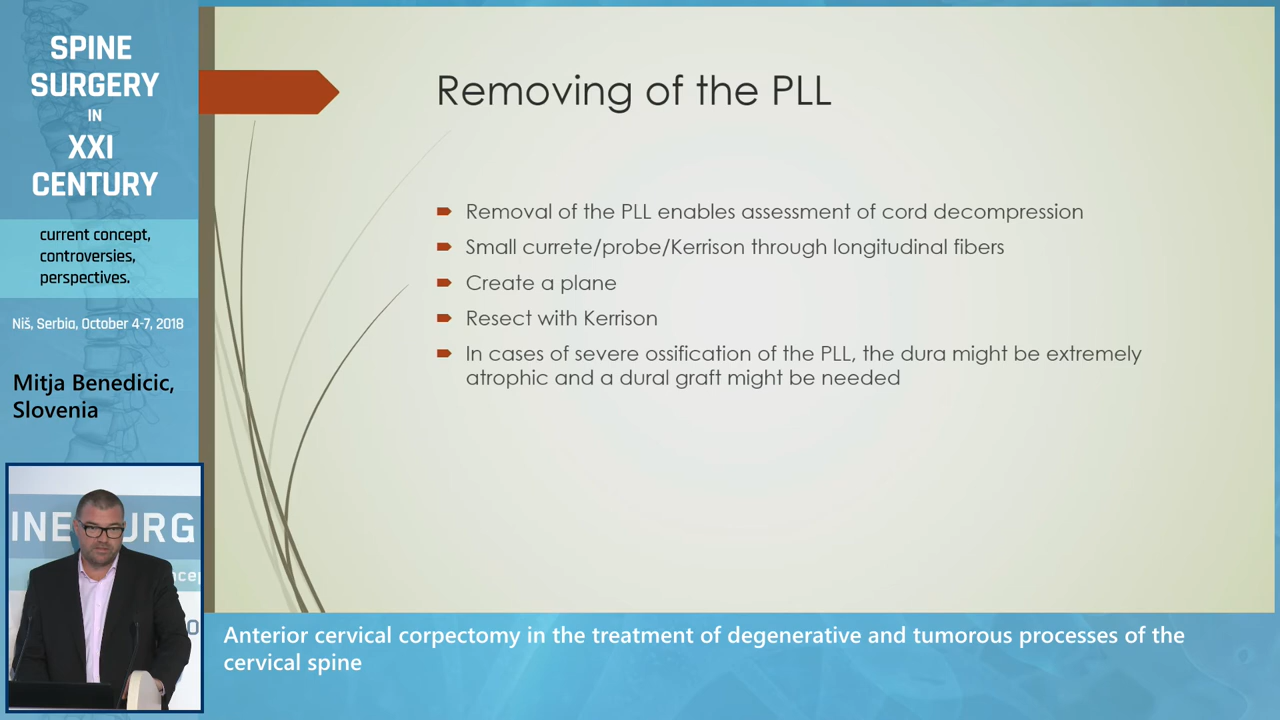 SPINE
SURGERY
IN
XXI
CENTURY
current concept,
controversies,
perspectives.
Niš, Serbia, October 4-7, 2018
Mitja Benedicic,
Slovenia
Removing of the PLL
Removal of the PLL enables assessment of cord decompression
Small currete/probe/Kerrison through longitudinal fibers
Create a plane
Resect with Kerrison
In cases of severe ossification of the PLL, the dura might be extremely
atrophic and a dural graft might be needed
INE URG
ncep
Anterior cervical corpectomy in the treatment of degenerative and tumorous processes of the
cervical spine